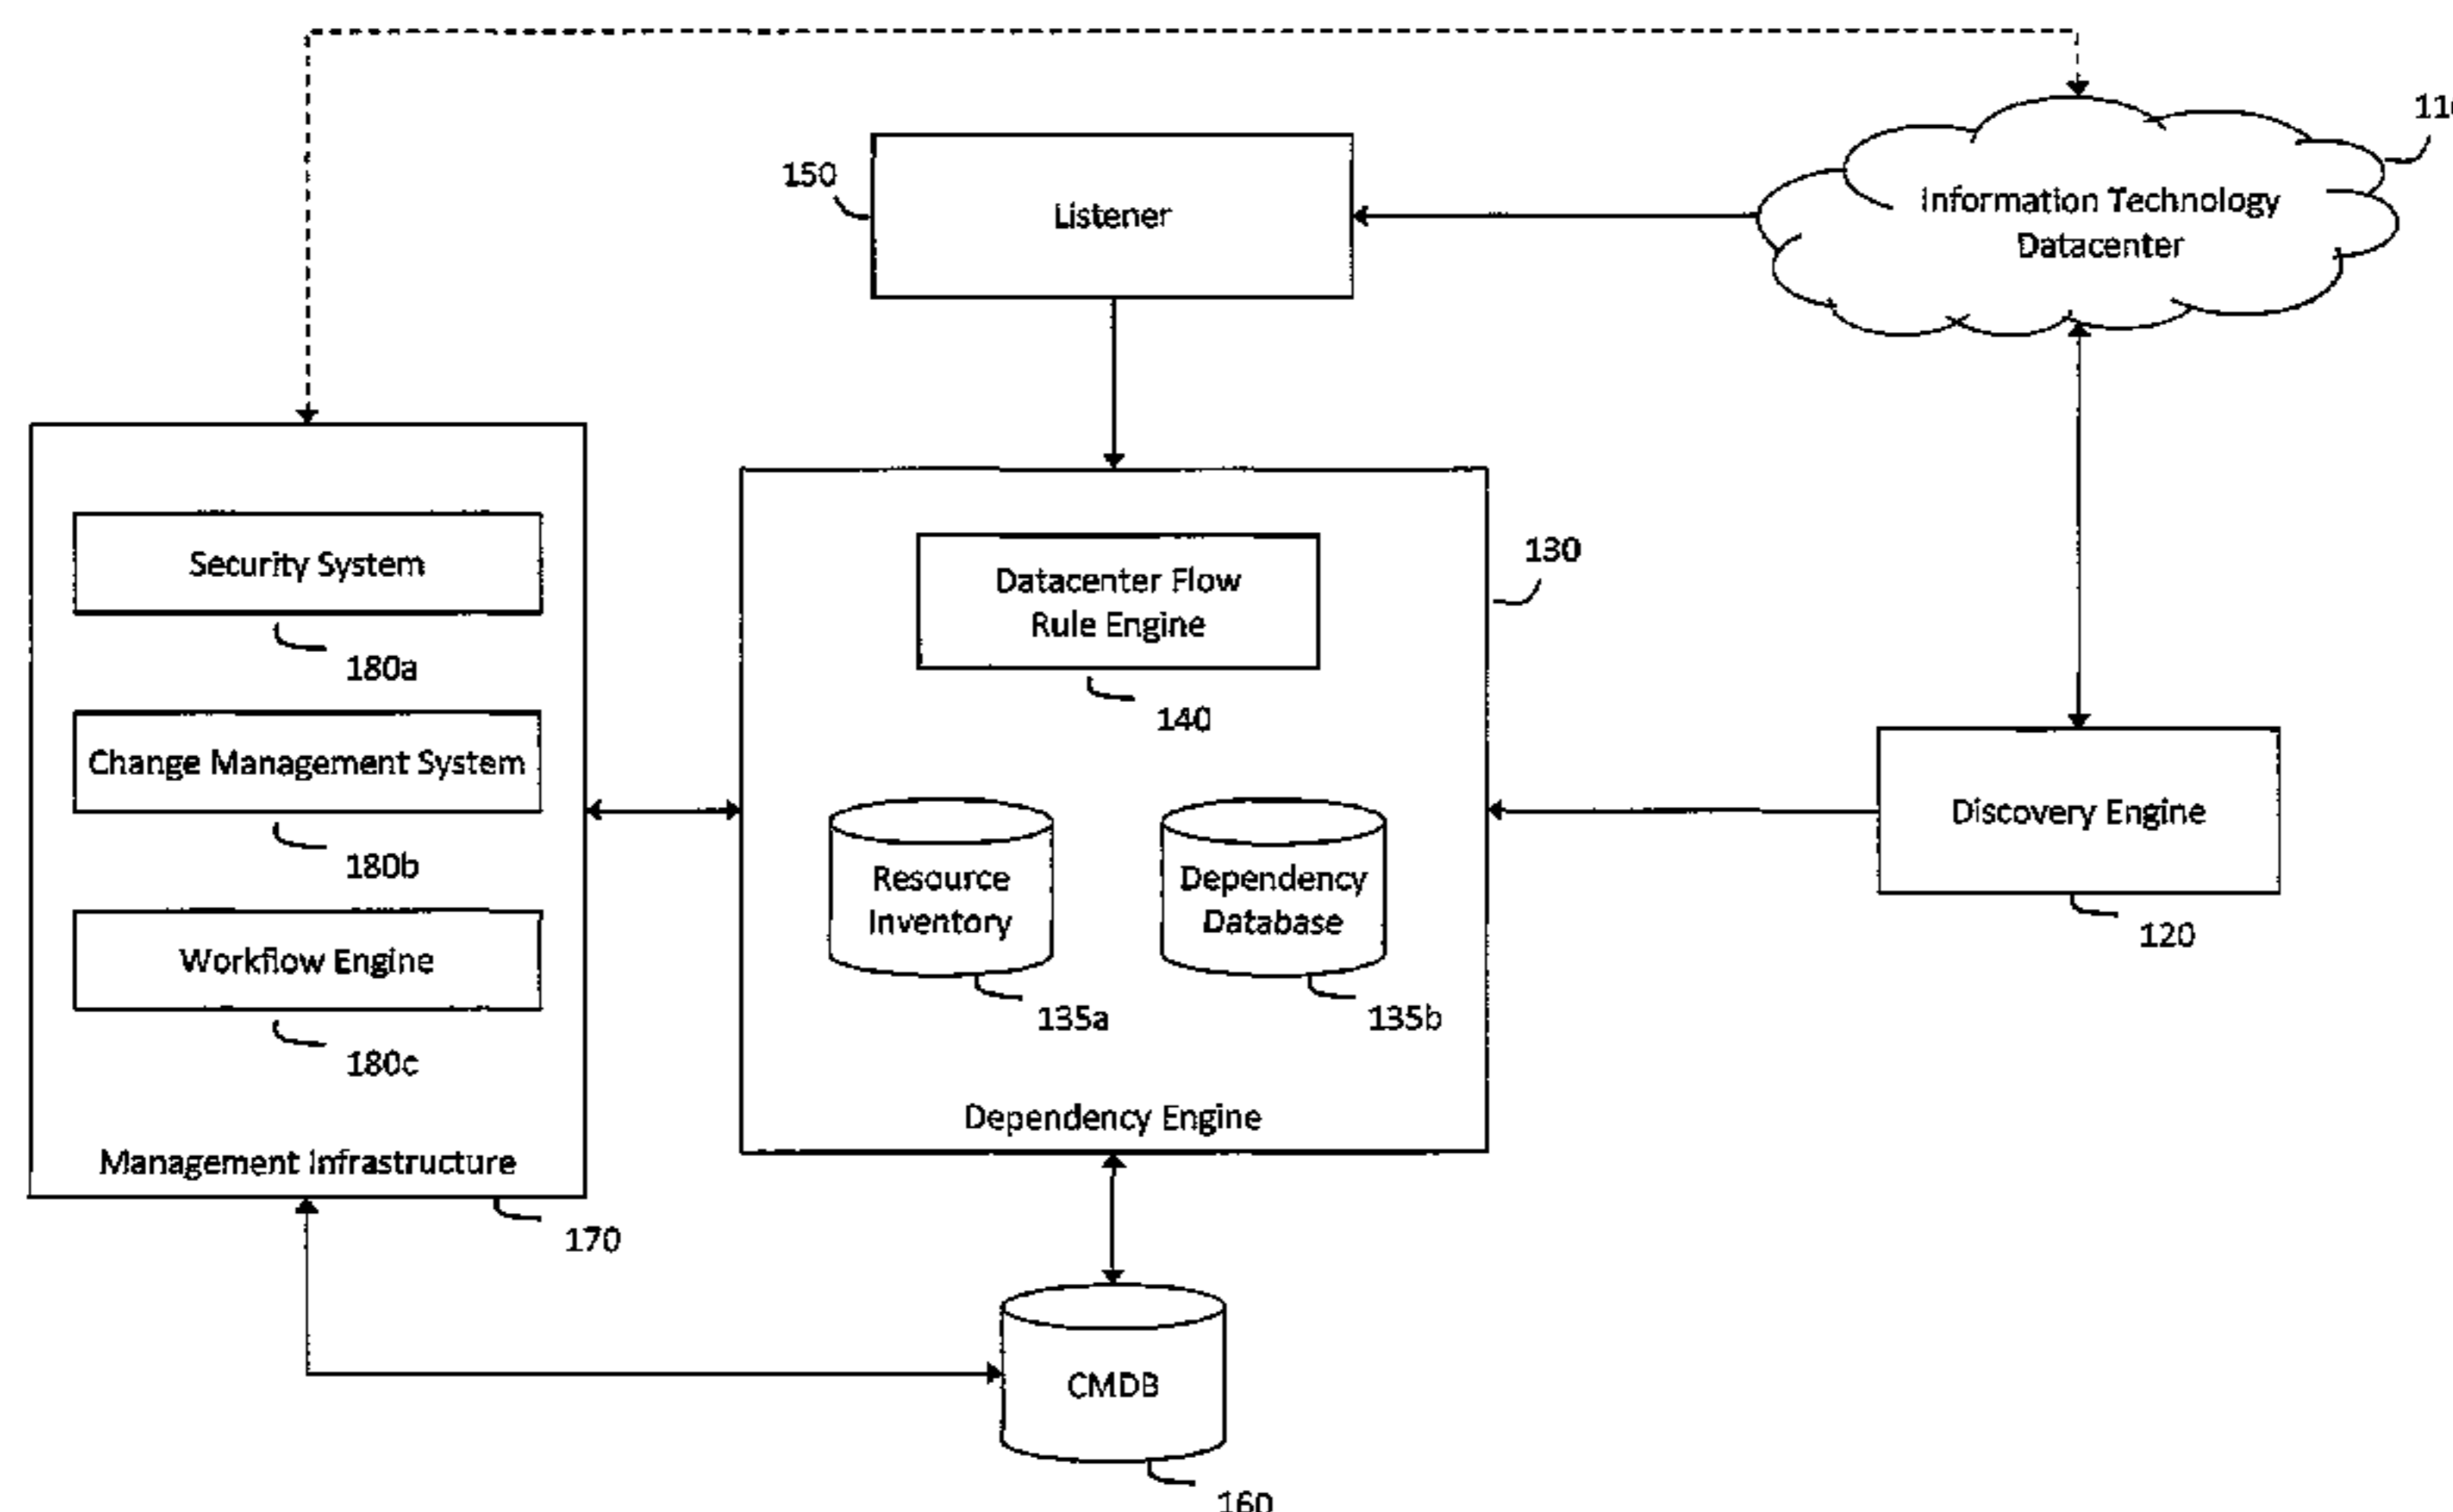 150
Listener
Information Technology
Datacenter
Security System
180a
Change Management System
180b
Workflow Engine
180c
Management Infrastructure
170
Datacenter Flow
Rule Engine
140
130
Resource
Inventory
135a
Dependency
Database
135b
Dependency Engine
Discovery Engine
120
CMDB
160